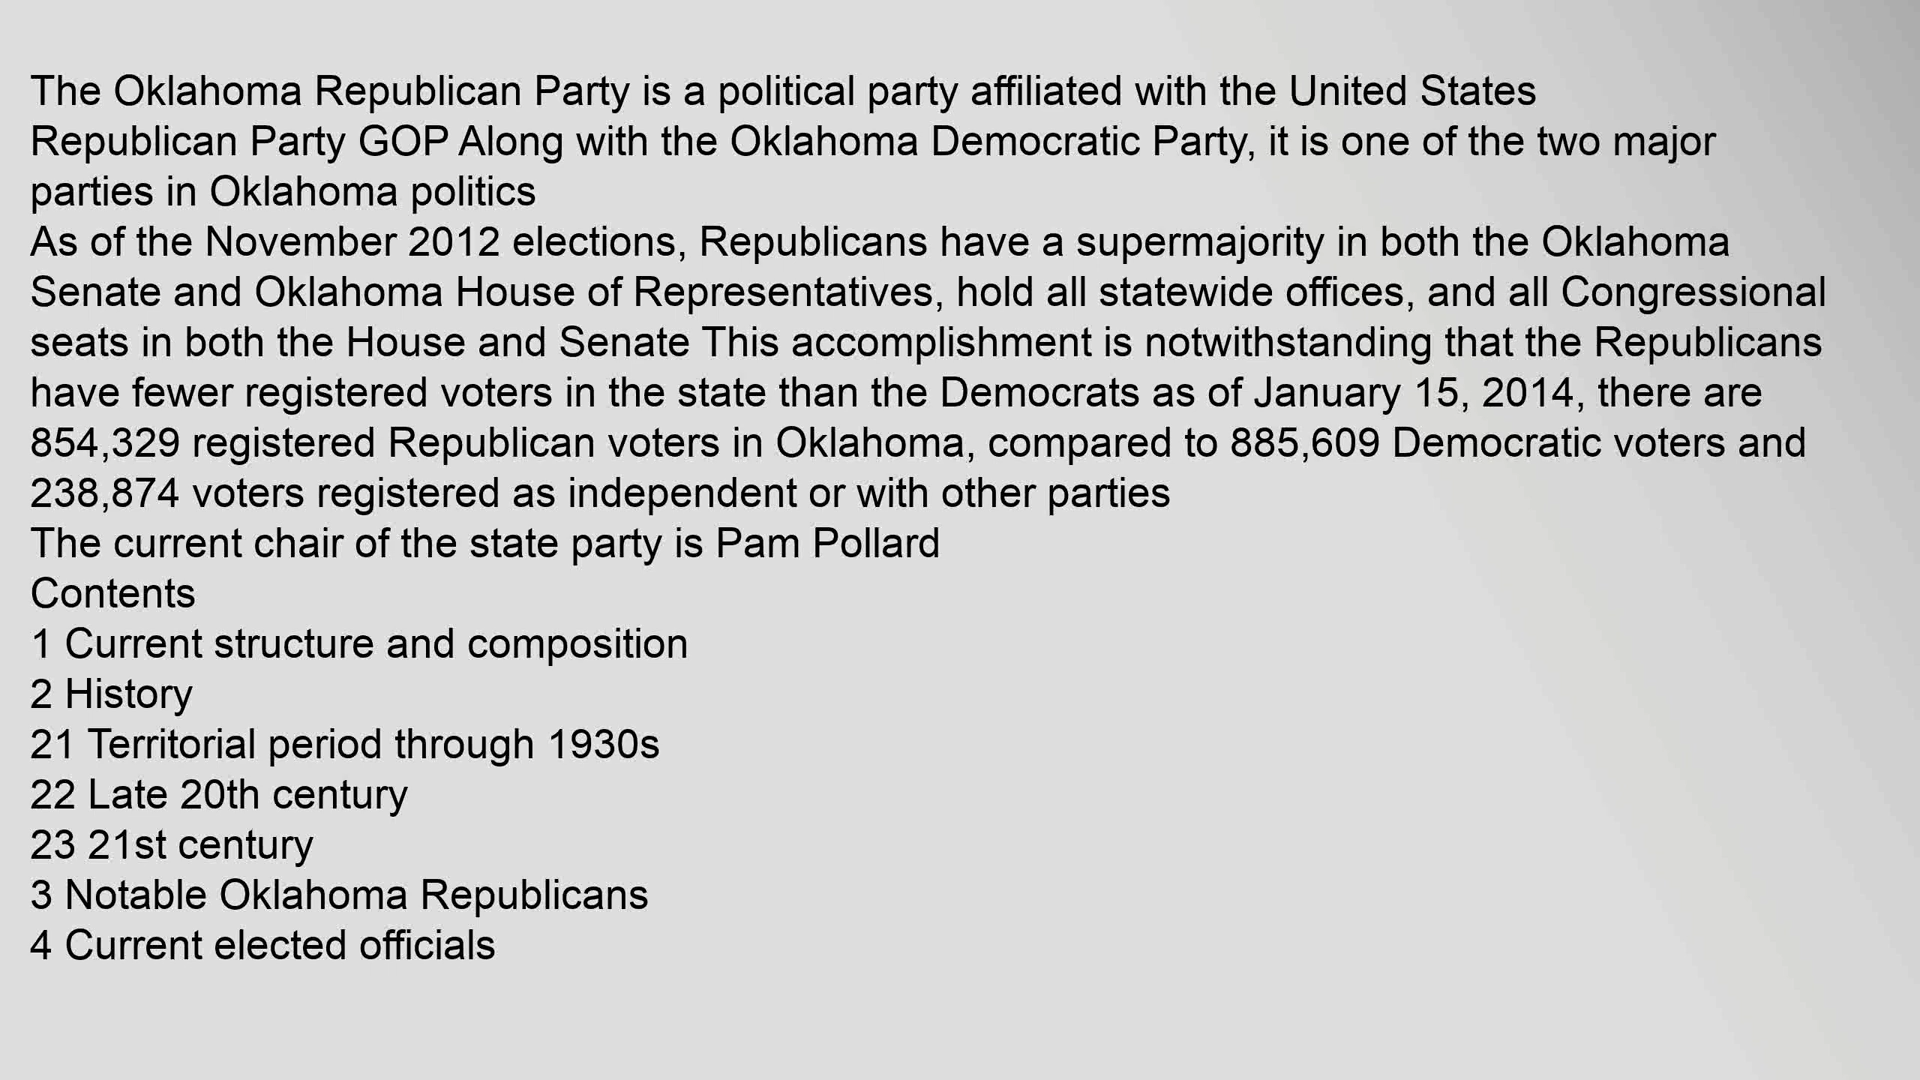 The Oklahoma Republican Party is a political party affiliated with the United States
Republican Party GOP Along with the Oklahoma Democratic Party, it is one of the two major
parties in Oklahoma politics
As of the November 2012 elections, Republicans have a supermajority in both the Oklahoma
Senate and Oklahoma House of Representatives, hold all statewide offices, and all Congressional
seats in both the House and Senate This accomplishment is notwithstanding that the Republicans
have fewer registered voters in the state than the Democrats as of January 15, 2014, there are
854,329 registered Republican voters in Oklahoma, compared to 885,609 Democratic voters and
238,874 voters registered as independent or with other parties
The current chair of the state party is Pam Pollard
Contents
1 Current structure and composition
2 History
21 Territorial period through 1930s
22 Late 20th century
23 21st century
3 Notable Oklahoma Republicans
4 Current elected officials